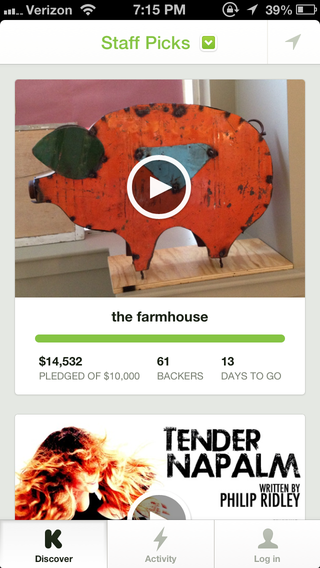 Verizon 7:15 PM 39%
Staff Picks
the farmhouse
$14,532 61 13
PLEDGED OF $10,000 BACKERS DAYS TO GO
TENDER
NAPALM
WRITTEN BY
PHILIP RIDLEY
K
Discover Activity Log in